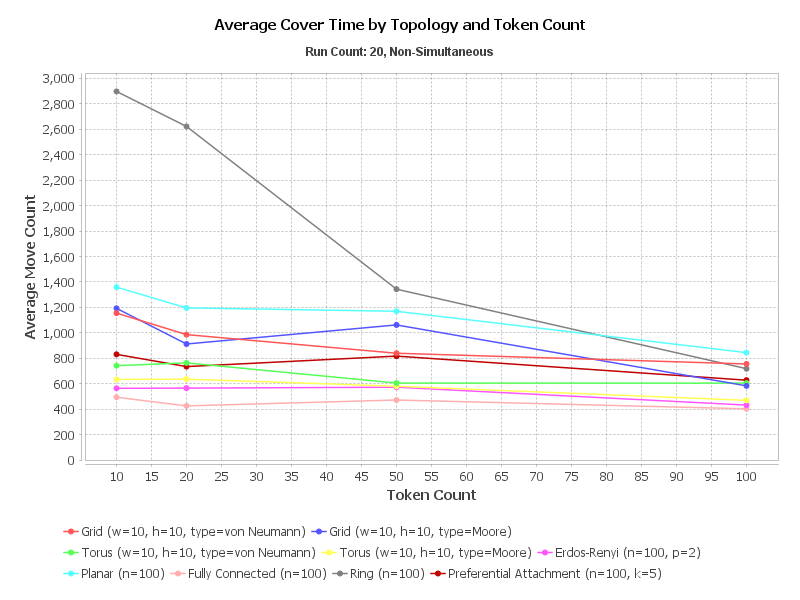 Average Cover Time by Topology and Token Count
Run Count: 20, Non-Simultaneous
Average Move Count
3,000
2,800
2,600
2,400
2,200
2,000
1,800
1,600
1,400
1,200
1,000
800
600
400
200
0
10 15 20 25 30 35 40 45 50 55 60 65 70 75 80 85 90 95 100
Token Count
Grid (w=10, h=10, type=von Neumann) Grid (w=10, h=10, type=Moore)
Torus (w=10, h=10, type=von Neumann) Torus (w=10, h=10, type=Moore) Erdos-Renyi (n=100, p=2)
Planar (n=100) Fully Connected (n=100) Ring (n=100) Preferential Attachment (n=100, k=5)